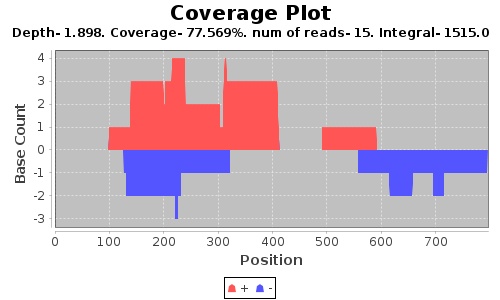 Coverage Plot
Depth- 1.898. Coverage- 77.569%. num of reads- 15. Integral- 1515.0
Base Count
4
3
2
1
0
-1
-2
-3
0 100 200 300 400 500 600 700
Position
+ -